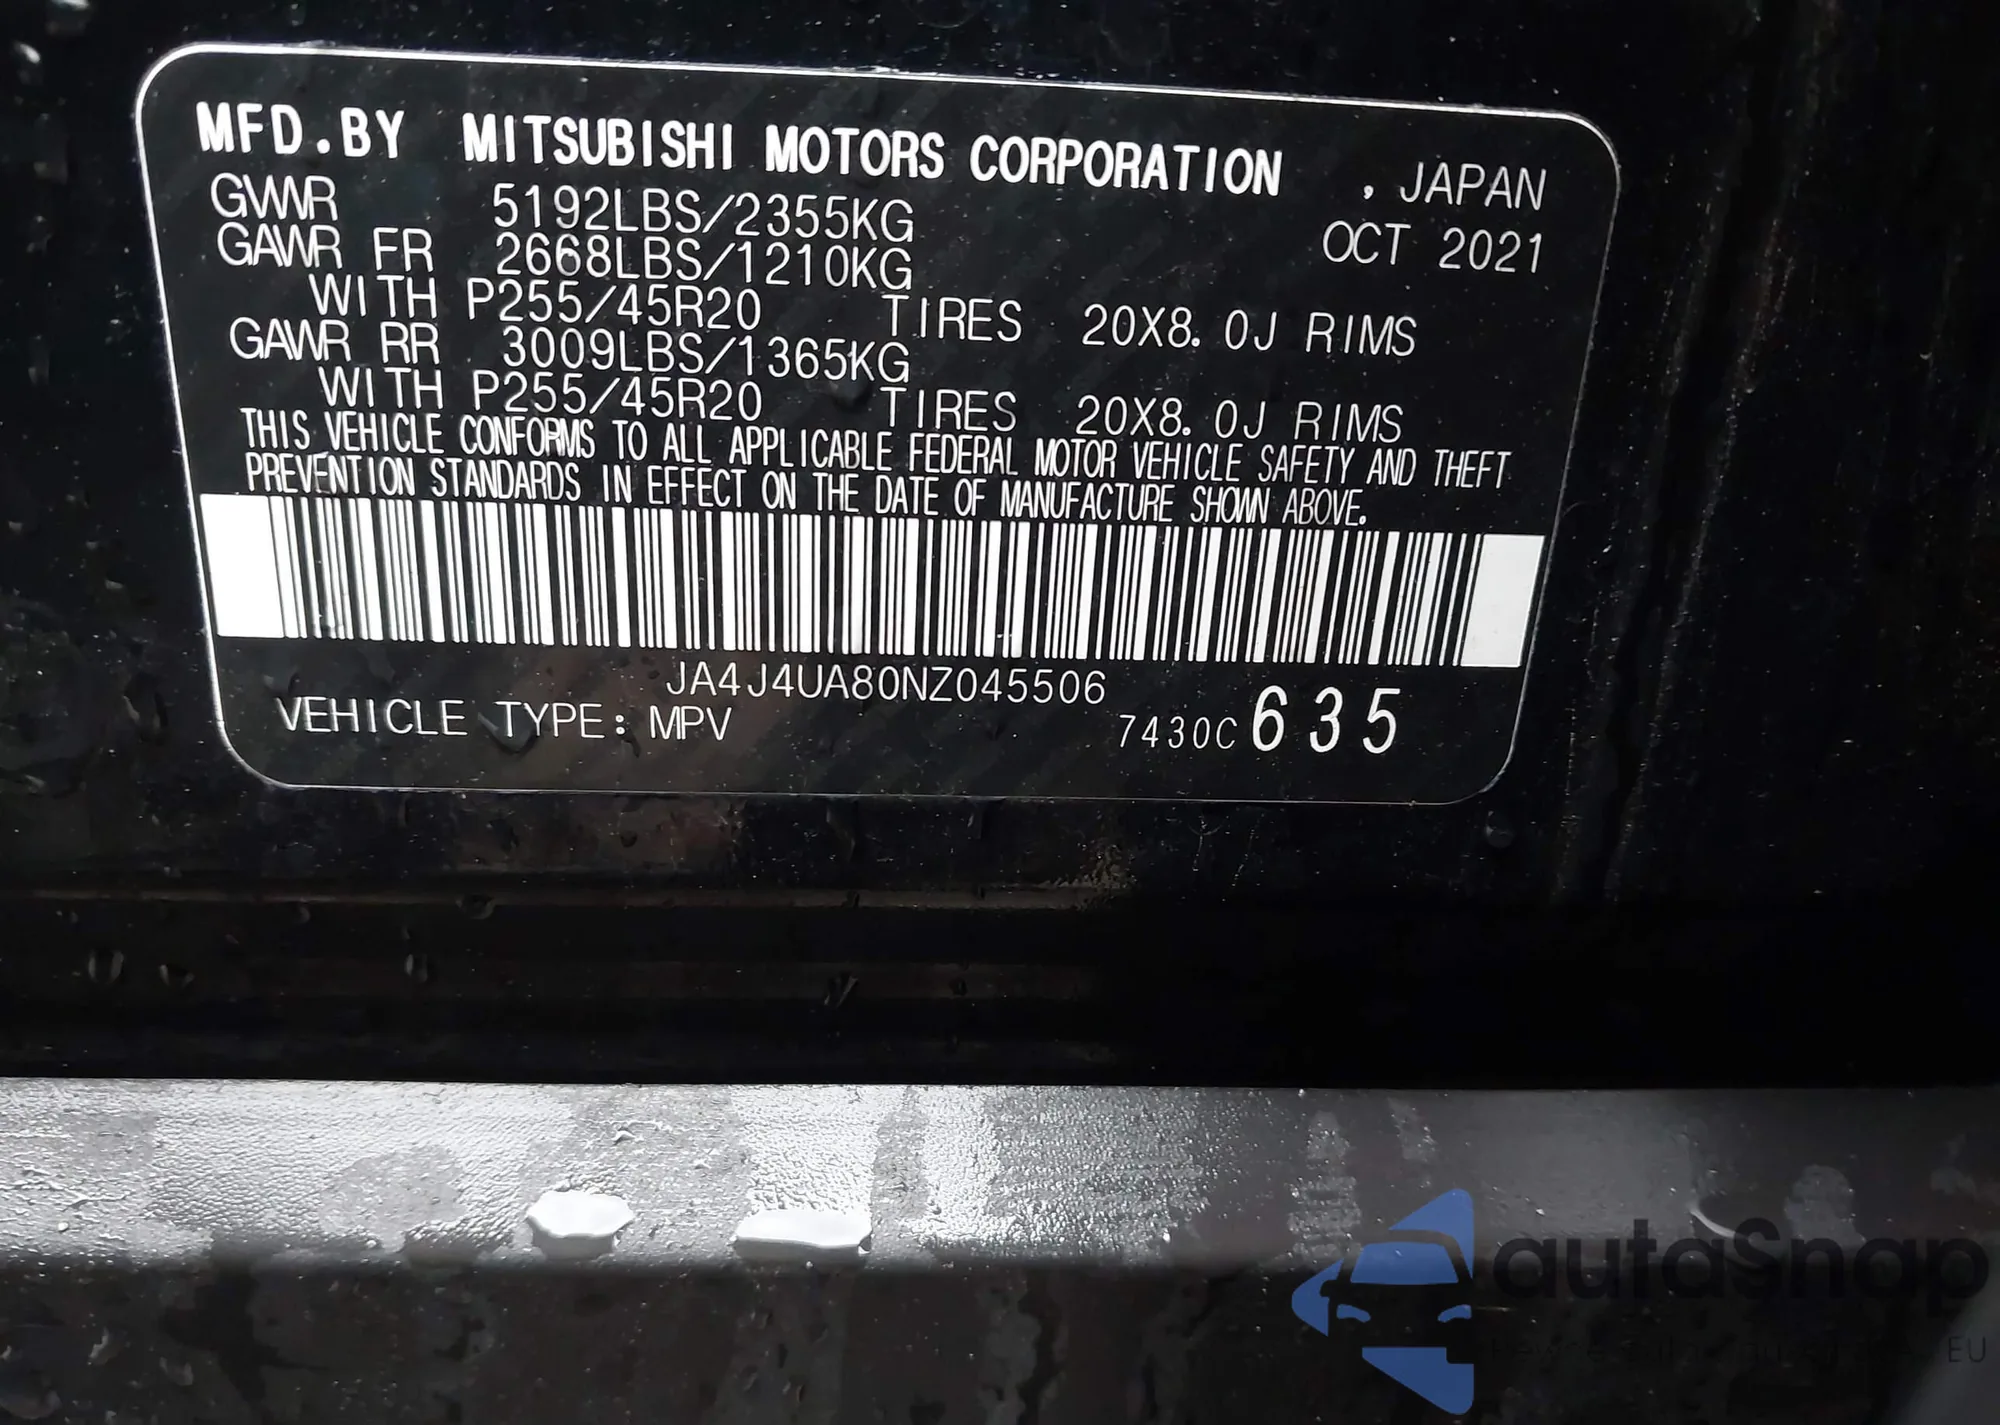 MFD.BY MITSUBISHI MOTORS CORPORATION , JAPAN
GVWR 5192LBS/2355KG OCT 2021
GAWR FR 2668LBS/1210KG
WITH P255/45R20 TIRES 20X8.0J RIMS
GAWR RR 3009LBS/1365KG
WITH P255/45R20 TIRES 20X8.0J RIMS
THIS VEHICLE CONFORMS TO ALL APPLICABLE FEDERAL MOTOR VEHICLE SAFETY AND THEFT
PREVENTION STANDARDS IN EFFECT ON THE DATE OF MANUFACTURE SHOWN ABOVE.
JA4J4UA80NZ045506
VEHICLE TYPE: MPV 7430C 635
autoSnap
EU